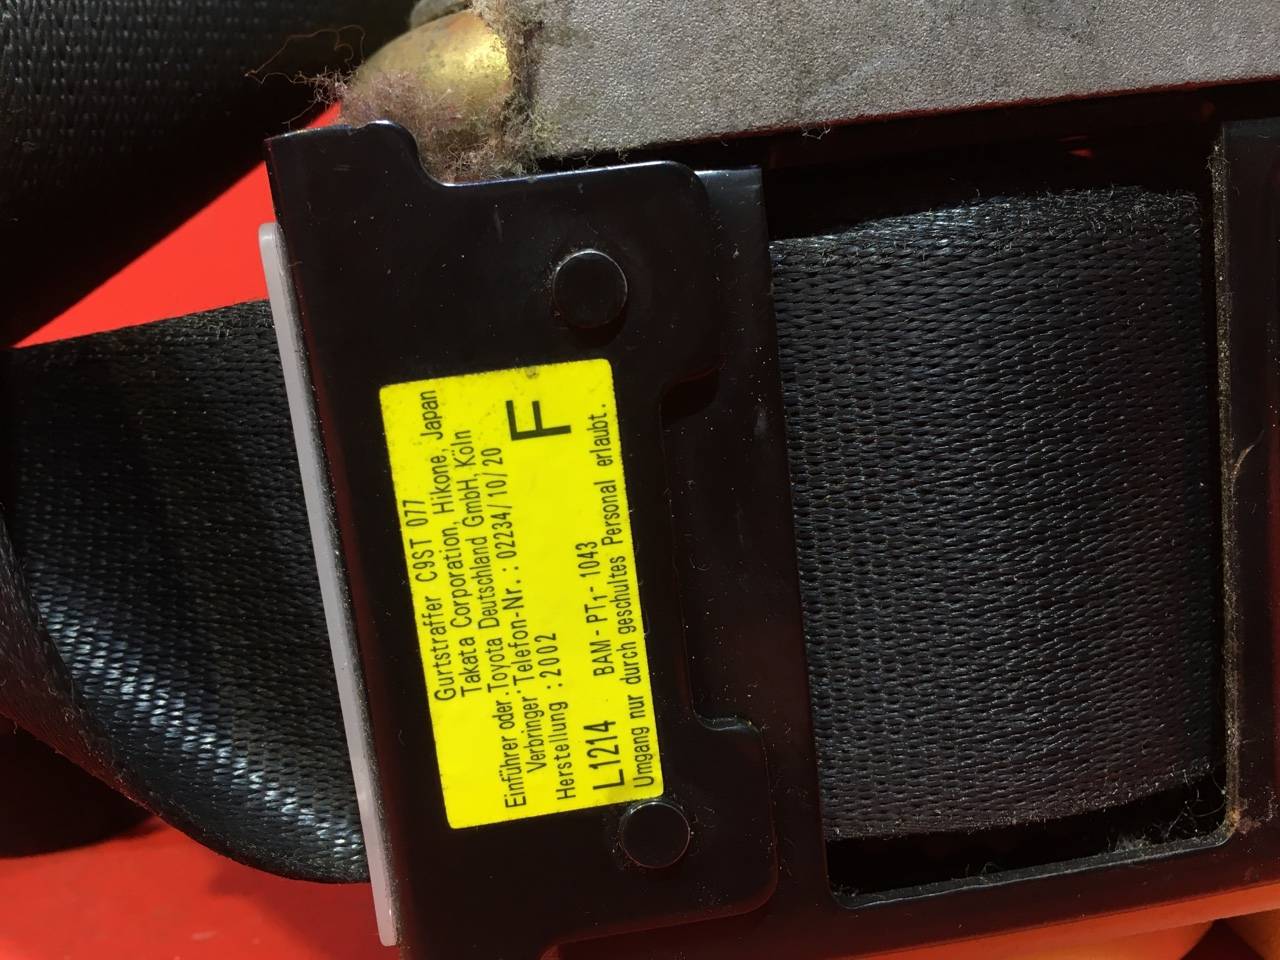 Gurtstraffer C9ST 077
Takata Corporation, Hikone, Japan
Einführer oder Toyota Deutschland GmbH, Köln
Verbringer Telefon-Nr.: 02234/10/20
Herstellung :2002
F
L1214 BAM-PT1-1043
Umgang nur durch geschultes Personal erlaubt.